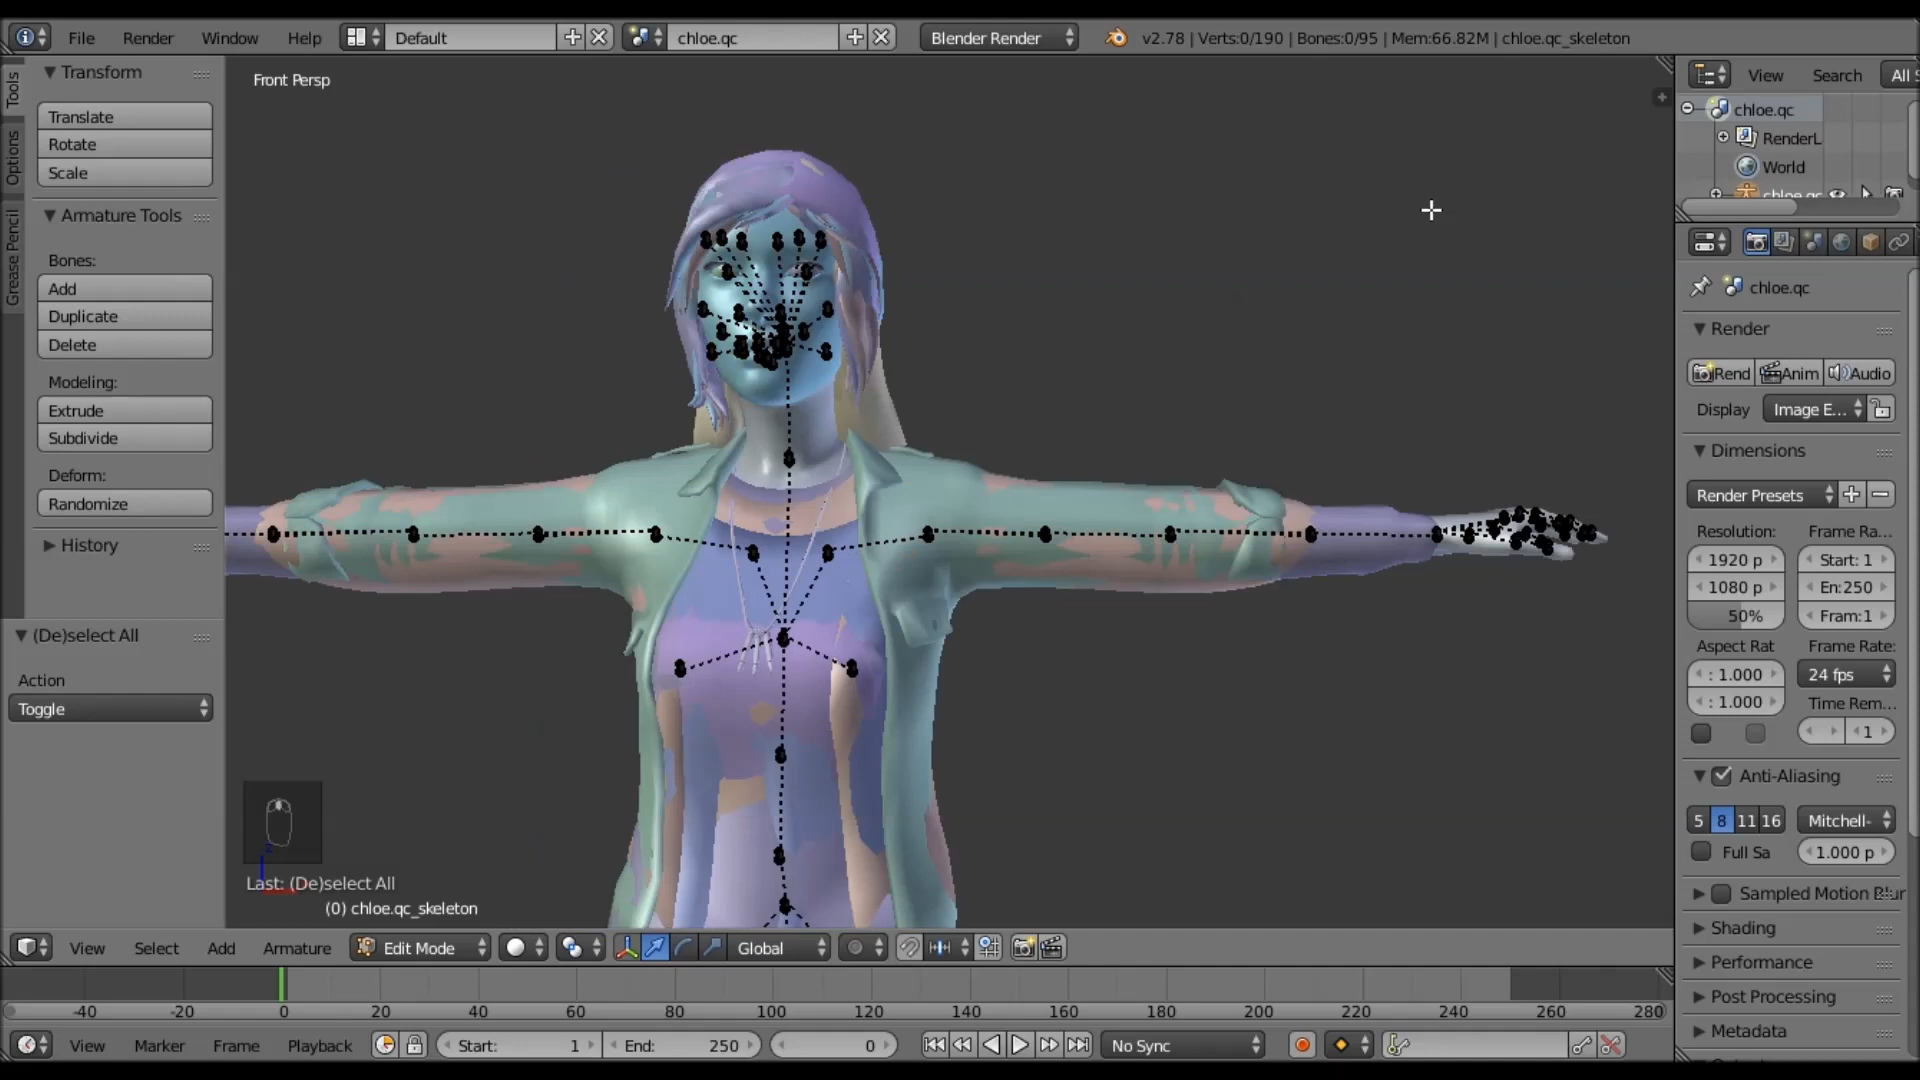 File Render Window Help Default chloe.qc Blender Render v2.78 | Verts:0/190 | Bones:0/95 | Mem:66.82M | chloe.qc_skeleton
Tools
Options
Grease Pencil
Transform
Translate
Rotate
Scale
Armature Tools
Bones:
Add
Duplicate
Delete
Modeling:
Extrude
Subdivide
Deform:
Randomize
History
(De)select All
Action
Toggle
Front Persp
Last: (De)select All
(0) chloe.qc_skeleton
View Search All
chloe.qc
RenderL
World
chloe.qc
Render
Rend Anim Audio
Display Image E...
Dimensions
Render Presets
Resolution: Frame Ra...
1920 p Start: 1
1080 p En:250
50% Fram:1
Aspect Rat Frame Rate:
: 1.000 24 fps
: 1.000 Time Rem...
1
Anti-Aliasing
5 8 11 16 Mitchell-
Full Sa 1.000 p
Sampled Motion Blur
Shading
Performance
Post Processing
Metadata
View Select Add Armature Edit Mode Global
-40 -20 0 20 40 60 80 100 120 140 160 180 200 220 240 260 280
View Marker Frame Playback Start: 1 End: 250 0 No Sync